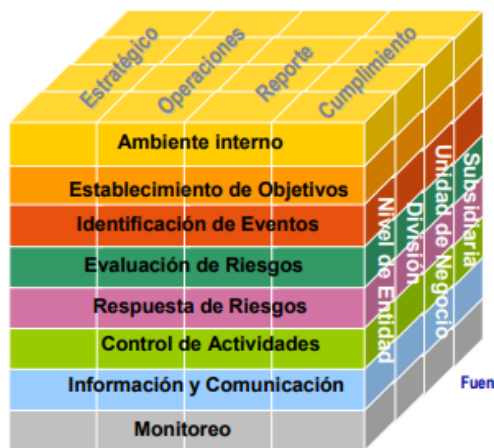 Estratégico
Operaciones
Reporte
Cumplimiento
Ambiente interno
Establecimiento de Objetivos
Identificación de Eventos
Evaluación de Riesgos
Respuesta de Riesgos
Control de Actividades
Información y Comunicación
Monitoreo
Nivel de Entidad
División
Unidad de Negocio
Subsidiaria
Fuen